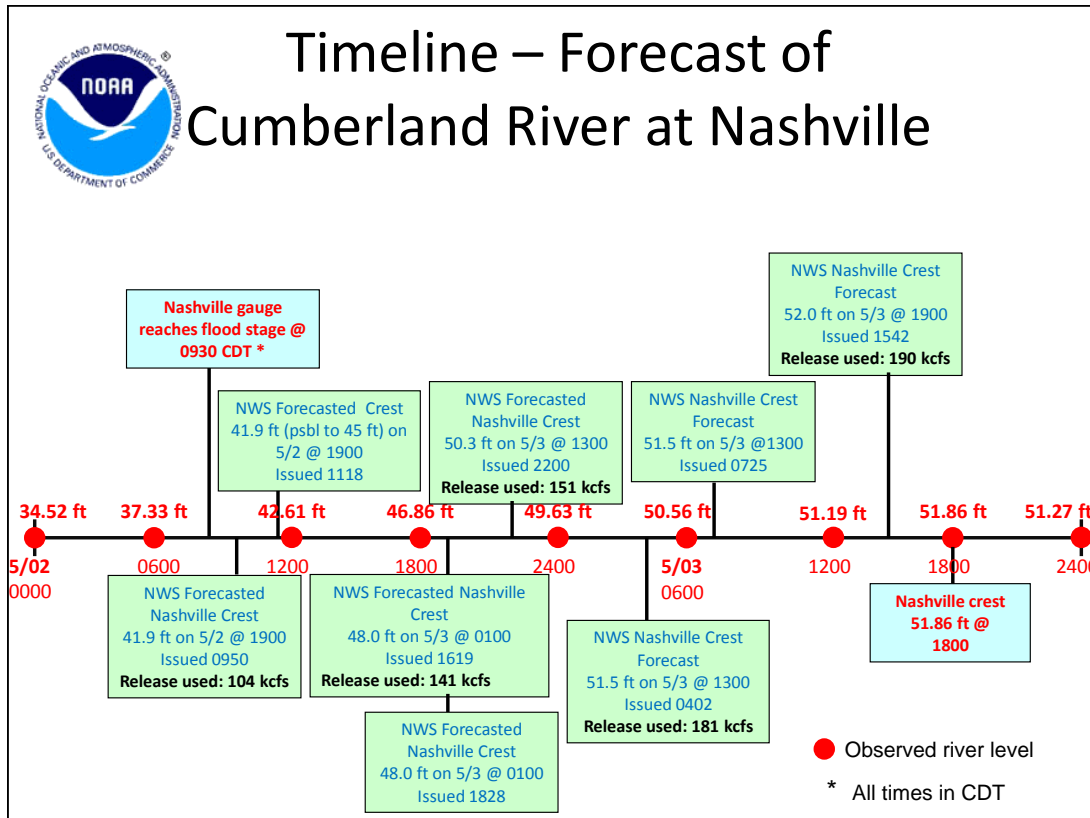 Timeline – Forecast of
Cumberland River at Nashville
NATIONAL OCEANIC AND ATMOSPHERIC ADMINISTRATION
®
NOAA
U.S. DEPARTMENT OF COMMERCE
NWS Nashville Crest
Forecast
52.0 ft on 5/3 @ 1900
Issued 1542
Release used: 190 kcfs
Nashville gauge
reaches flood stage @
0930 CDT *
NWS Forecasted Crest
41.9 ft (psbl to 45 ft) on
5/2 @ 1900
Issued 1118
NWS Forecasted
Nashville Crest
50.3 ft on 5/3 @ 1300
Issued 2200
Release used: 151 kcfs
NWS Nashville Crest
Forecast
51.5 ft on 5/3 @1300
Issued 0725
34.52 ft 37.33 ft 42.61 ft 46.86 ft 49.63 ft 50.56 ft 51.19 ft 51.86 ft 51.27 ft
5/02 0600 1200 1800 2400 5/03 1200 1800 2400
0000 0600
NWS Forecasted
Nashville Crest
41.9 ft on 5/2 @ 1900
Issued 0950
Release used: 104 kcfs
NWS Forecasted Nashville
Crest
48.0 ft on 5/3 @ 0100
Issued 1619
Release used: 141 kcfs
NWS Forecasted
Nashville Crest
48.0 ft on 5/3 @ 0100
Issued 1828
NWS Nashville Crest
Forecast
51.5 ft on 5/3 @ 1300
Issued 0402
Release used: 181 kcfs
Nashville crest
51.86 ft @
1800
Observed river level
* All times in CDT